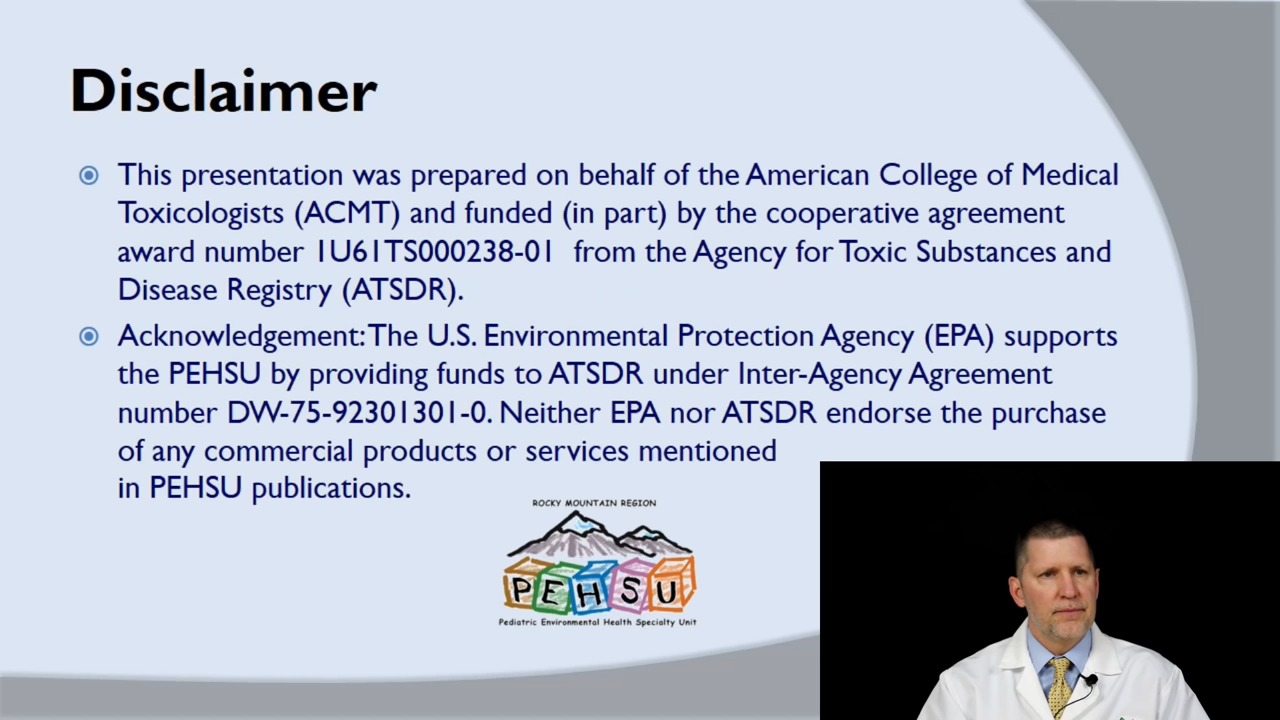 Disclaimer
This presentation was prepared on behalf of the American College of Medical
Toxicologists (ACMT) and funded (in part) by the cooperative agreement
award number 1U61TS000238-01 from the Agency for Toxic Substances and
Disease Registry (ATSDR).
Acknowledgement: The U.S. Environmental Protection Agency (EPA) supports
the PEHSU by providing funds to ATSDR under Inter-Agency Agreement
number DW-75-92301301-0. Neither EPA nor ATSDR endorse the purchase
of any commercial products or services mentioned
in PEHSU publications.
ROCKY MOUNTAIN REGION
PEHSU
Pediatric Environmental Health Specialty Unit